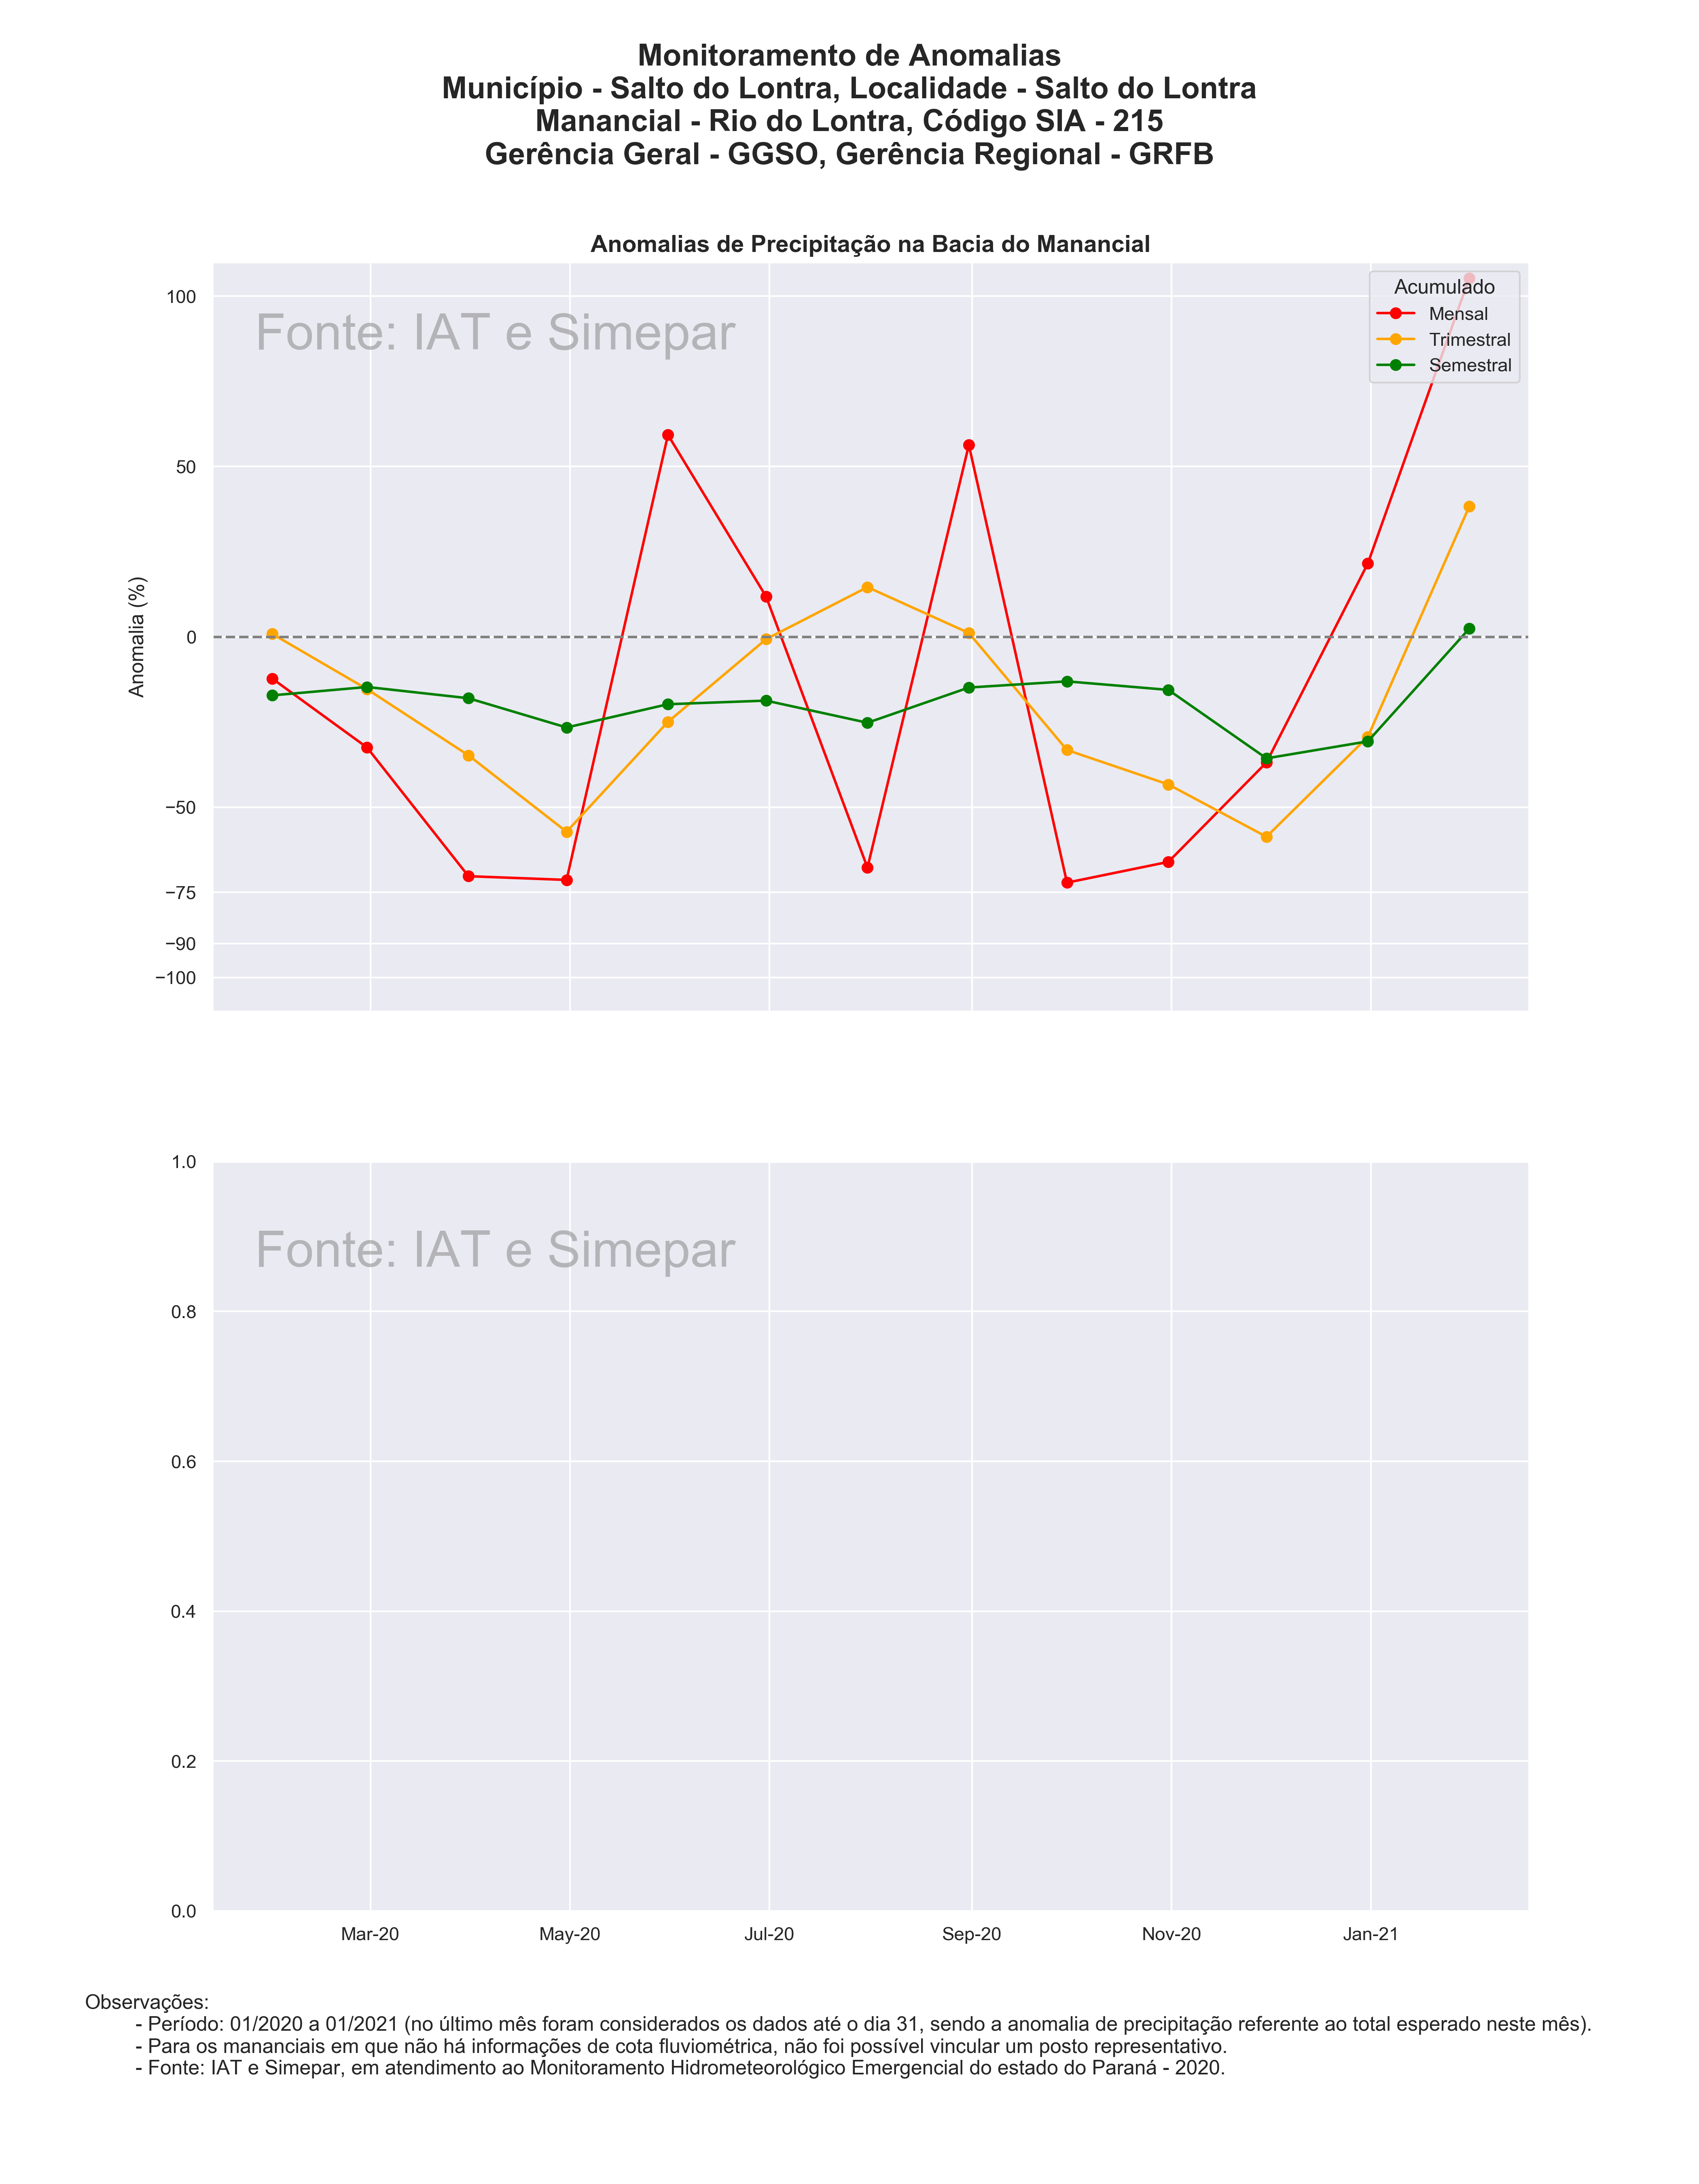 Monitoramento de Anomalias
Município - Salto do Lontra, Localidade - Salto do Lontra
Manancial - Rio do Lontra, Código SIA - 215
Gerência Geral - GGSO, Gerência Regional - GRFB
Anomalias de Precipitação na Bacia do Manancial
Fonte: IAT e Simepar
Acumulado
Mensal
Trimestral
Semestral
Anomalia (%)
100
50
0
−50
−75
−90
−100
Fonte: IAT e Simepar
1.0
0.8
0.6
0.4
0.2
0.0
Mar-20 May-20 Jul-20 Sep-20 Nov-20 Jan-21
Observações:
- Período: 01/2020 a 01/2021 (no último mês foram considerados os dados até o dia 31, sendo a anomalia de precipitação referente ao total esperado neste mês).
- Para os mananciais em que não há informações de cota fluviométrica, não foi possível vincular um posto representativo.
- Fonte: IAT e Simepar, em atendimento ao Monitoramento Hidrometeorológico Emergencial do estado do Paraná - 2020.